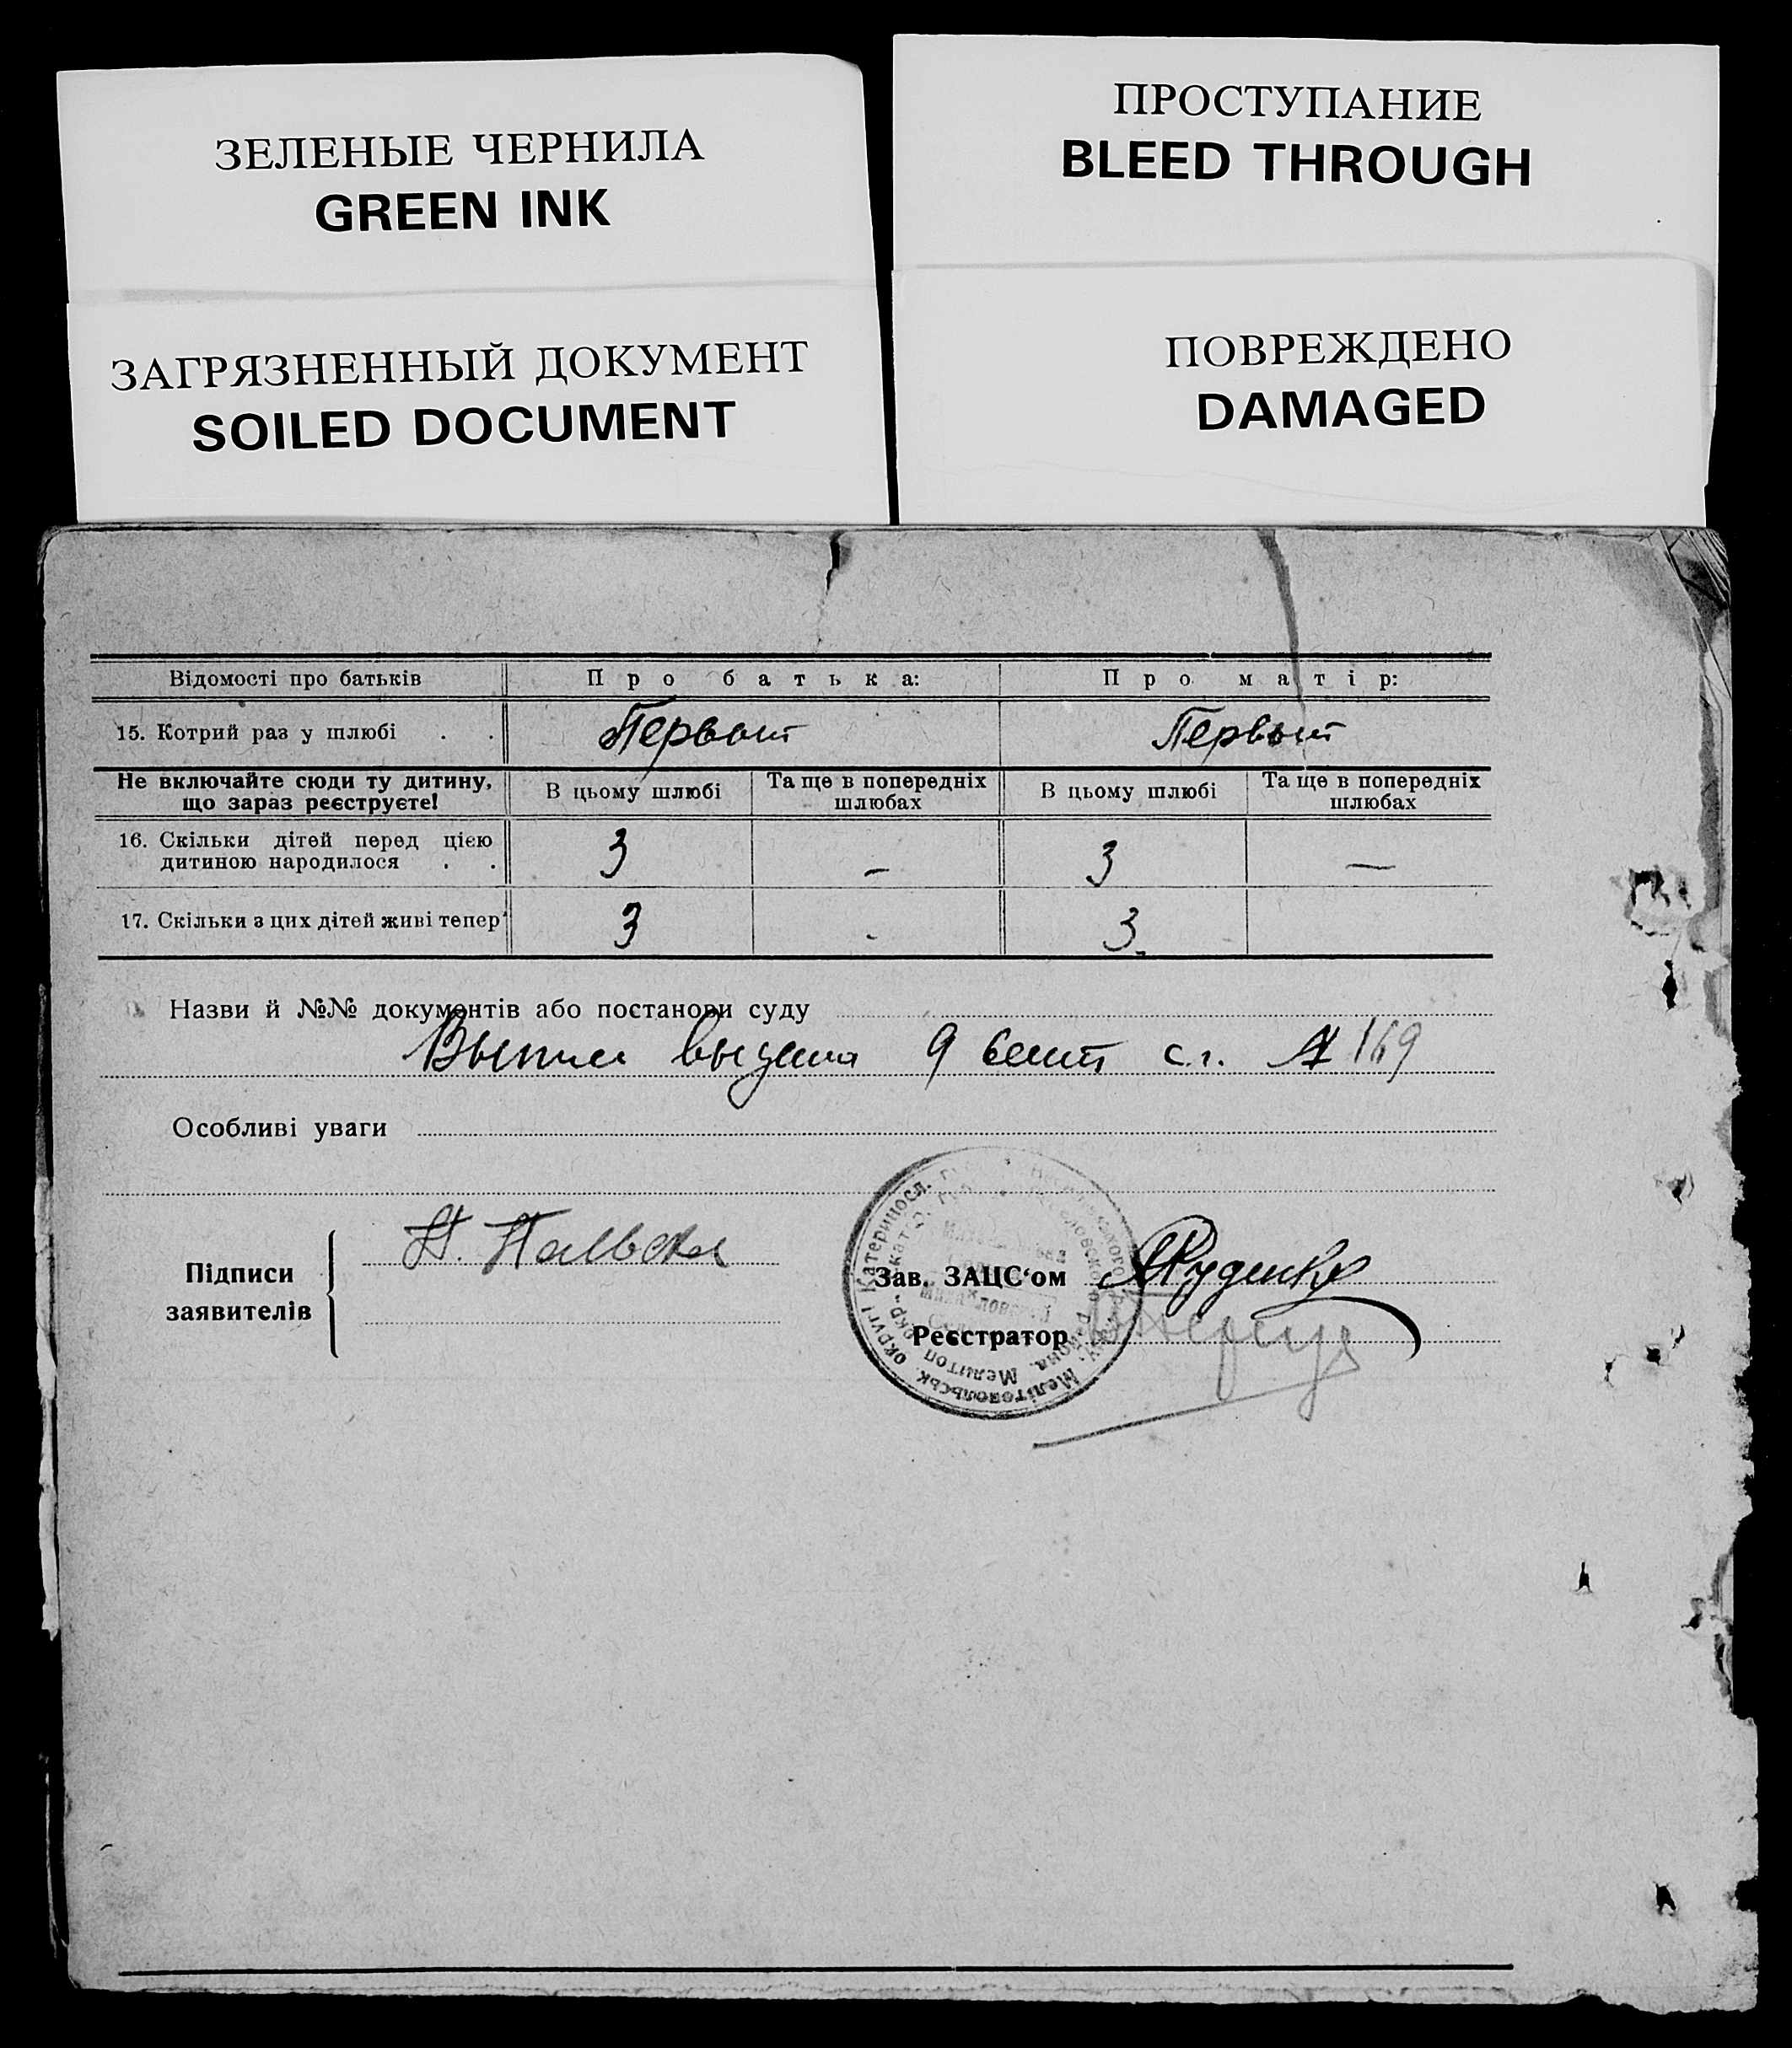 ЗЕЛЕНЫЕ ЧЕРНИЛА
GREEN INK
ПРОСТУПАНИЕ
BLEED THROUGH
ЗАГРЯЗНЕННЫЙ ДОКУМЕНТ
SOILED DOCUMENT
ПОВРЕЖДЕНО
DAMAGED
Відомості про батьків Про батька: Про матір:
15. Котрий раз у шлюбі . . Первый Первый
Не включайте сюди ту дитину, що зараз реєструєте! В цьому шлюбі Та ще в попередніх шлюбах В цьому шлюбі Та ще в попередніх шлюбах
16. Скільки дітей перед цією
дитиною народилося . . 3 – 3 —
17. Скільки з цих дітей живі тепер 3 - 3
Назви й №№ документів або постанови суду
выдана 9 сент с.г. № 169
Особливі уваги
Підписи
заявителів
Н.
Зав. ЗАЦС'ом Руденко
Реєстратор
Мелітопольськ. округи Катериносл.